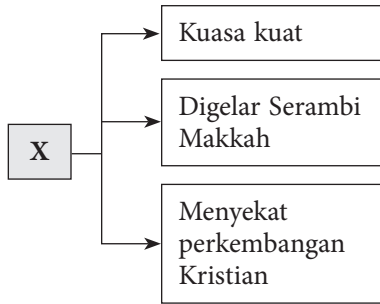 X
Kuasa kuat
Digelar Serambi
Makkah
Menyekat
perkembangan
Kristian